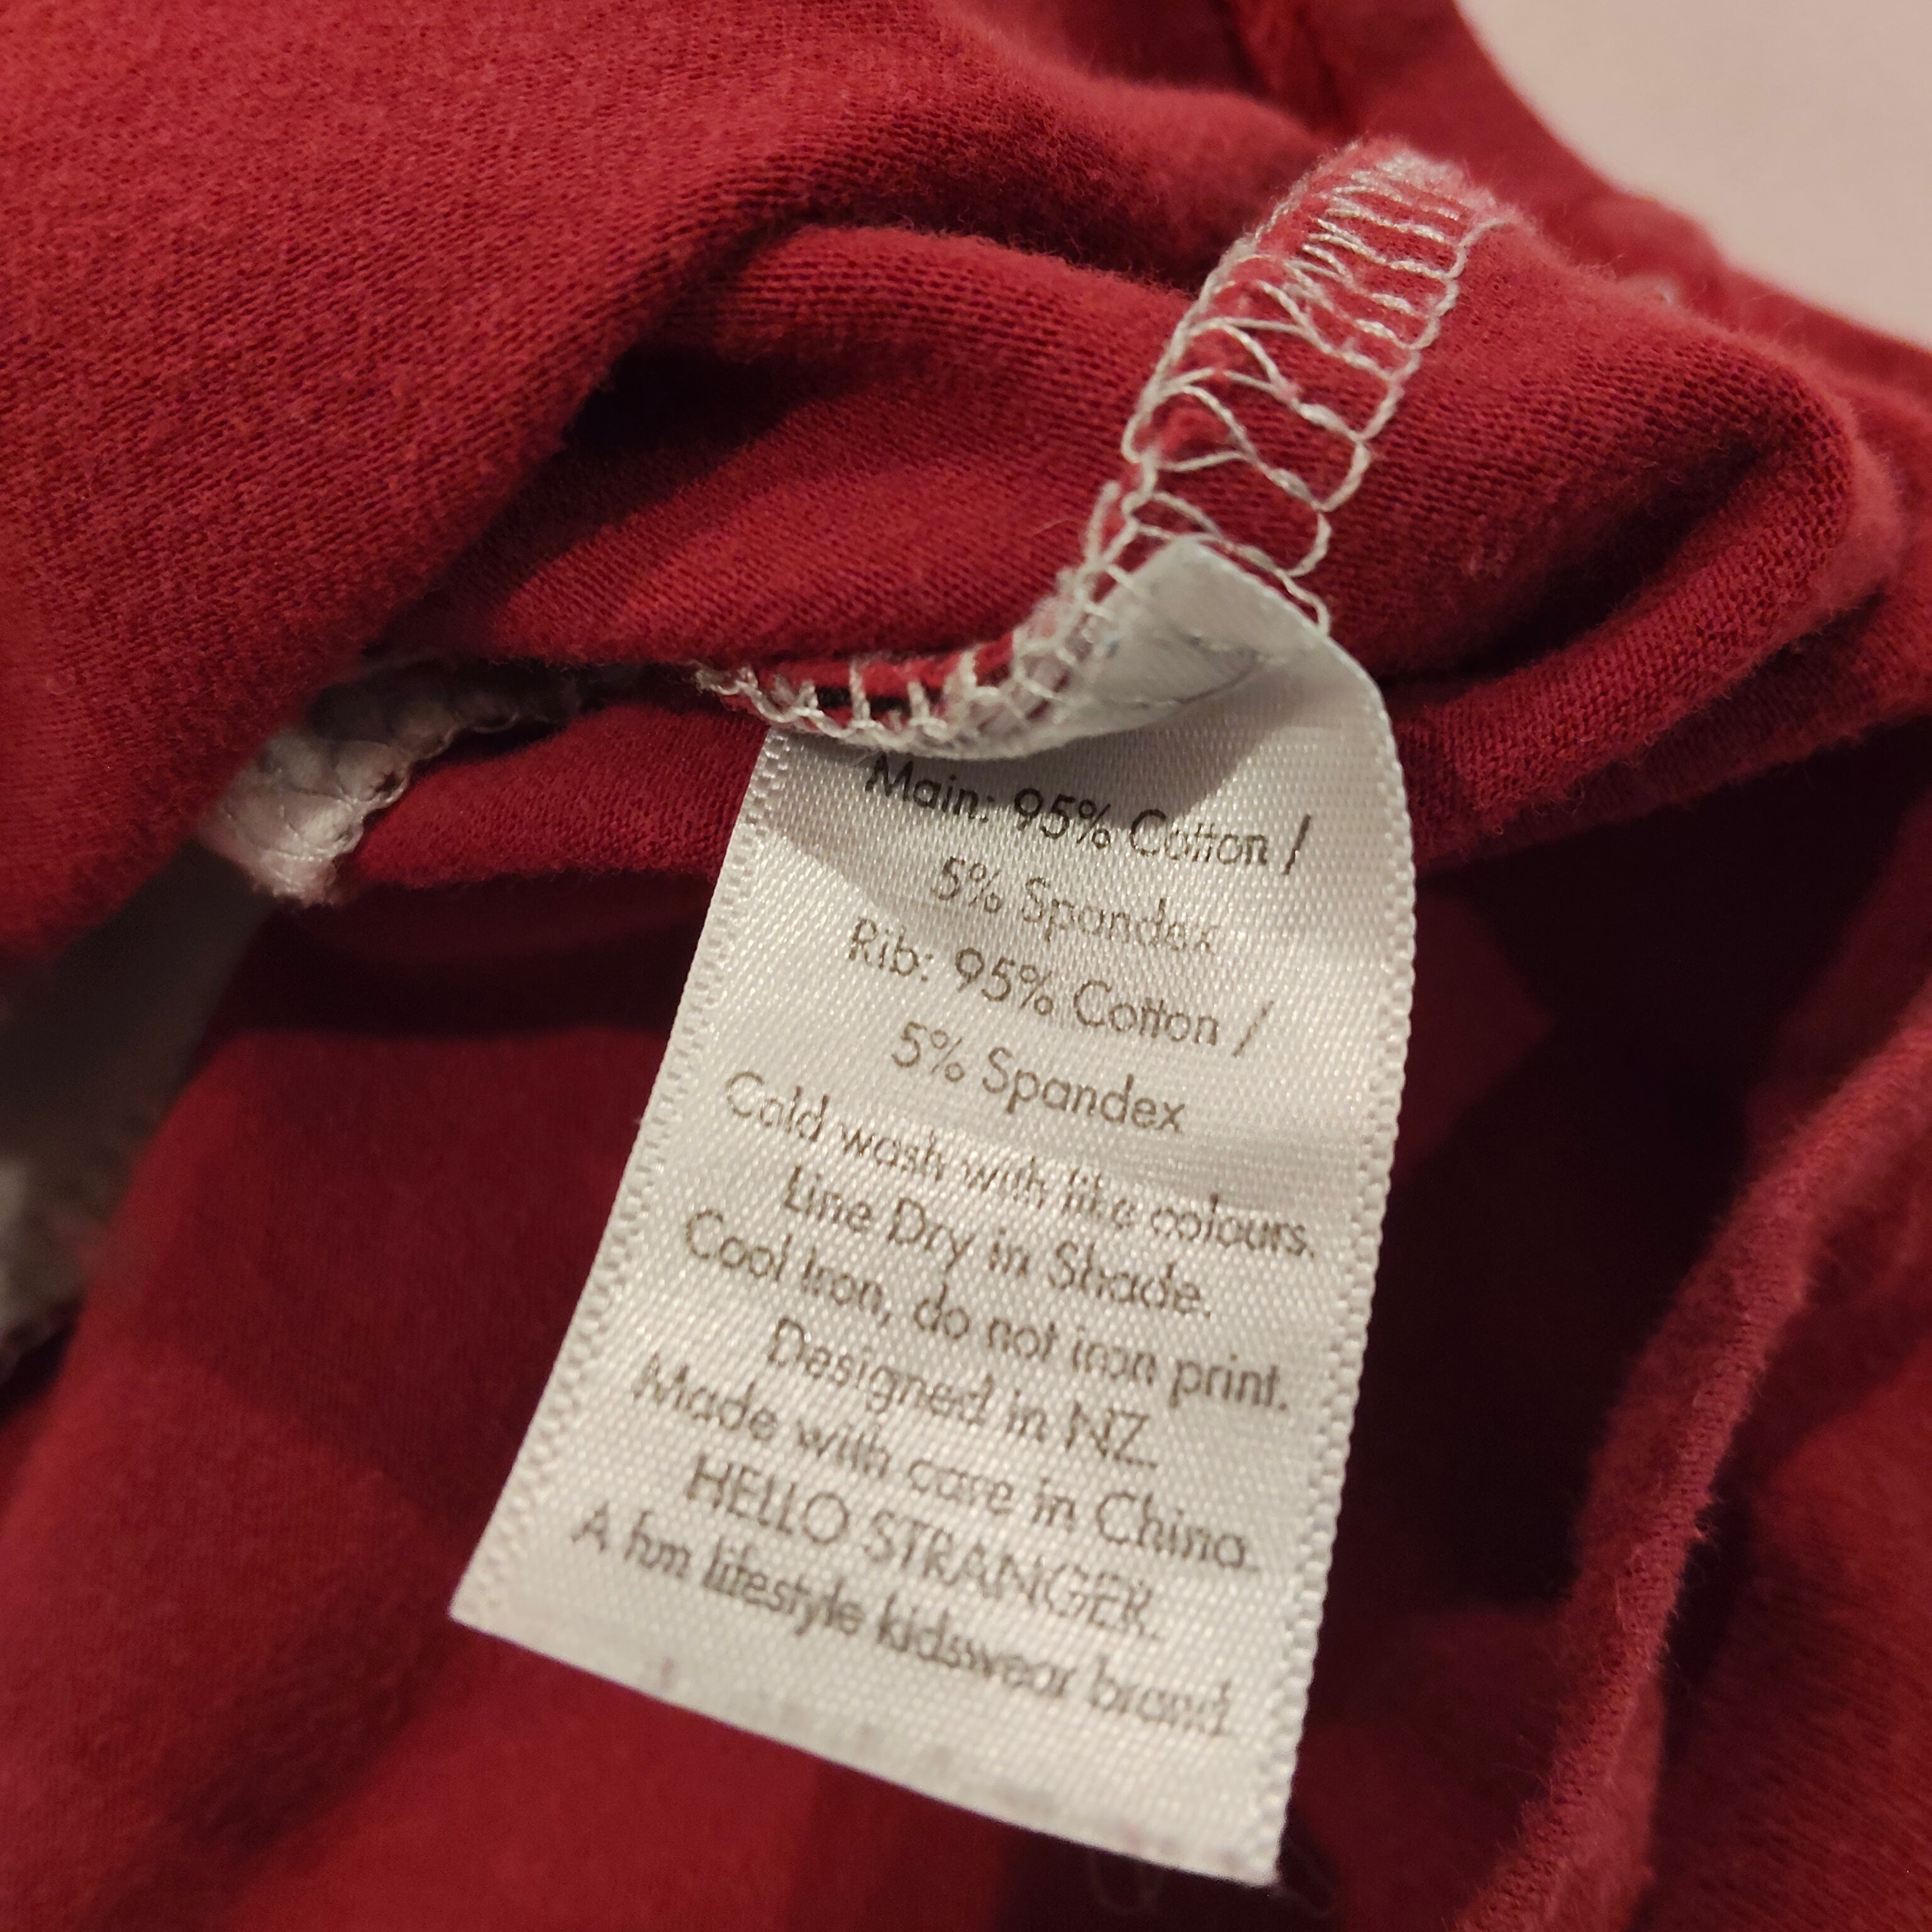 Main: 95% Cotton /
5% Spandex
Rib: 95% Cotton /
5% Spandex
Cold wash with like colours.
Line Dry in Shade.
Cool Iron, do not iron print.
Designed in NZ.
Made with care in China.
HELLO STRANGER.
A fun lifestyle kidswear brand.